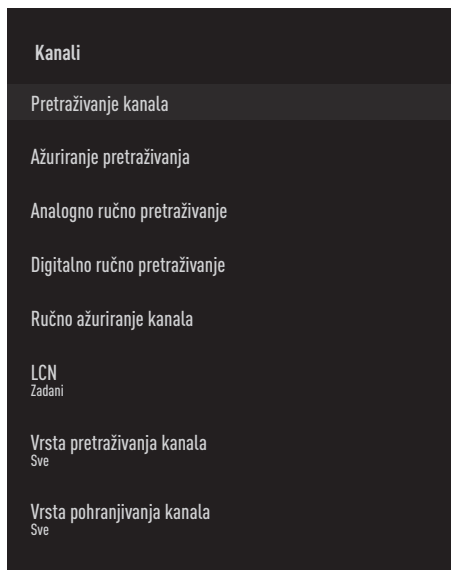 Kanali
Pretraživanje kanala
Ažuriranje pretraživanja
Analogno ručno pretraživanje
Digitalno ručno pretraživanje
Ručno ažuriranje kanala
LCN
Zadani
Vrsta pretraživanja kanala
Sve
Vrsta pohranjivanja kanala
Sve